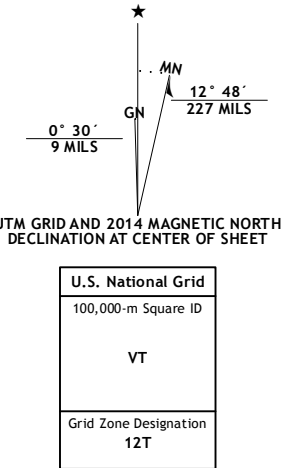 ★
MN
GN
12° 48´
227 MILS
0° 30´
9 MILS
UTM GRID AND 2014 MAGNETIC NORTH
DECLINATION AT CENTER OF SHEET
U.S. National Grid
100,000-m Square ID
VT
Grid Zone Designation
12T